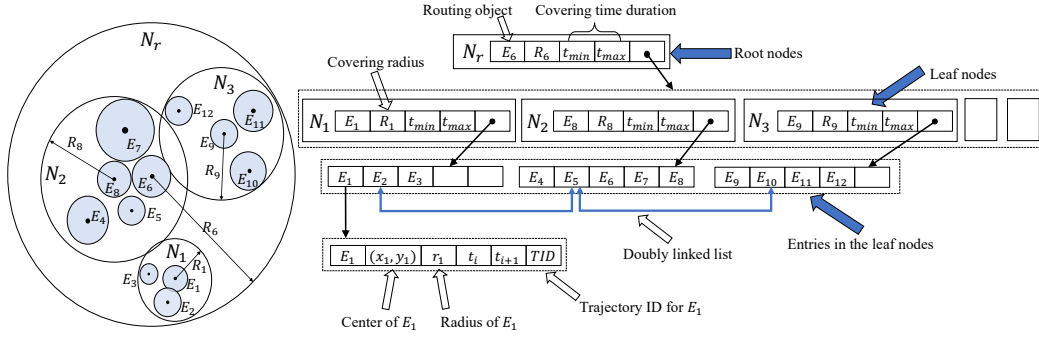 N_r
N_3
E_12
E_11
E_9
E_7
R_8
R_9
N_2
E_8
E_6
E_10
E_4
E_5
R_6
N_1
R_1
E_3
E_1
E_2
Routing object
Covering time duration
N_r E_6 R_6 t_min t_max
Root nodes
Covering radius
Leaf nodes
N_1 E_1 R_1 t_min t_max
N_2 E_8 R_8 t_min t_max
N_3 E_9 R_9 t_min t_max
E_1 E_2 E_3
E_4 E_5 E_6 E_7 E_8
E_9 E_10 E_11 E_12
Doubly linked list
Entries in the leaf nodes
E_1 (x_1, y_1) r_1 t_i t_{i+1} TID
Trajectory ID for E_1
Center of E_1
Radius of E_1